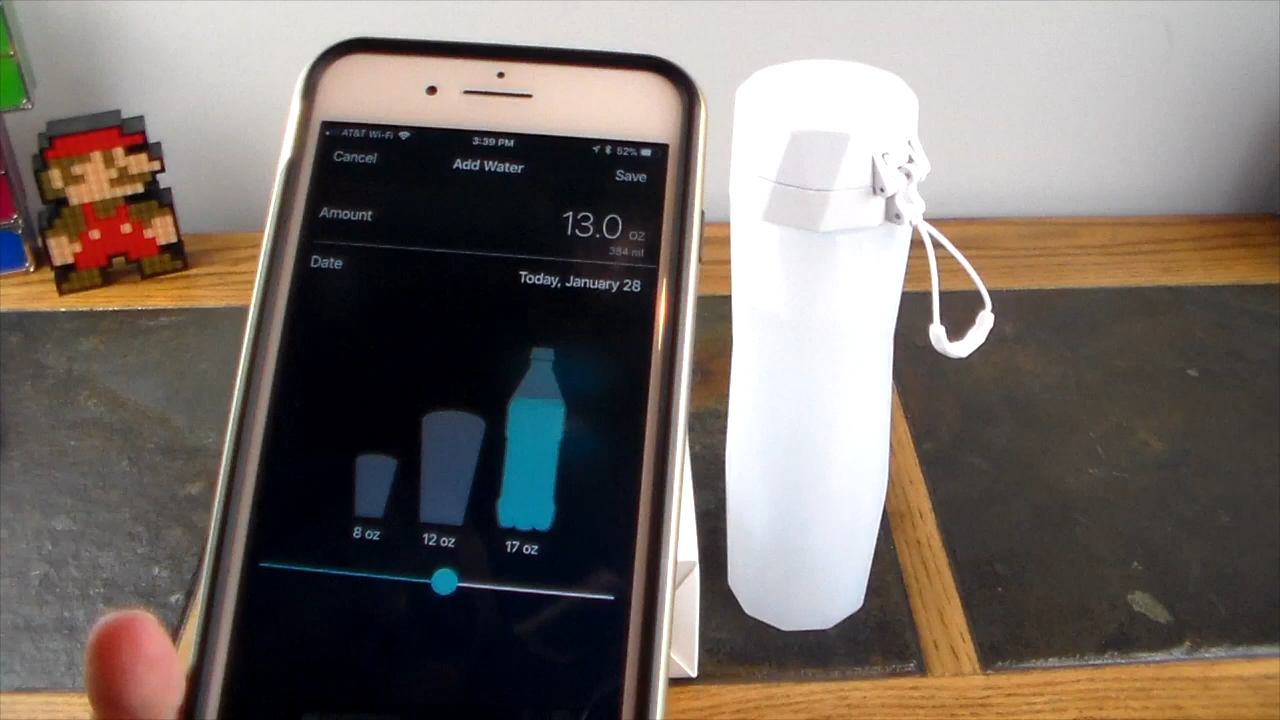 AT&T Wi-Fi 3:39 PM 52%
Cancel Add Water Save
Amount 13.0 oz
384 ml
Date Today, January 28
8 oz 12 oz 17 oz